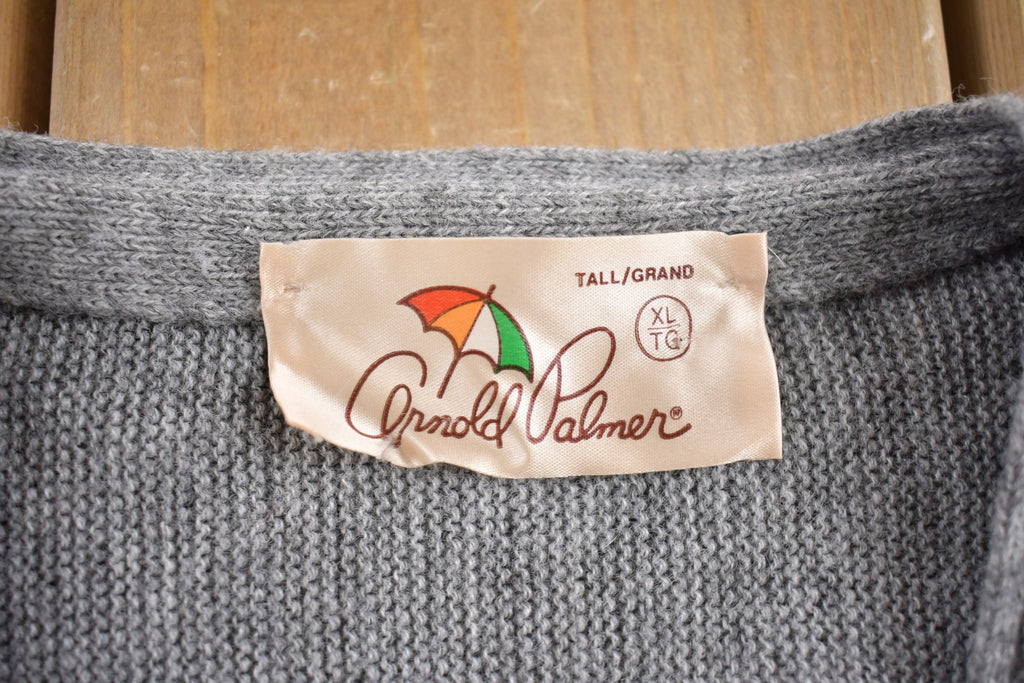 TALL/GRAND
XL
TG
Arnold Palmer®